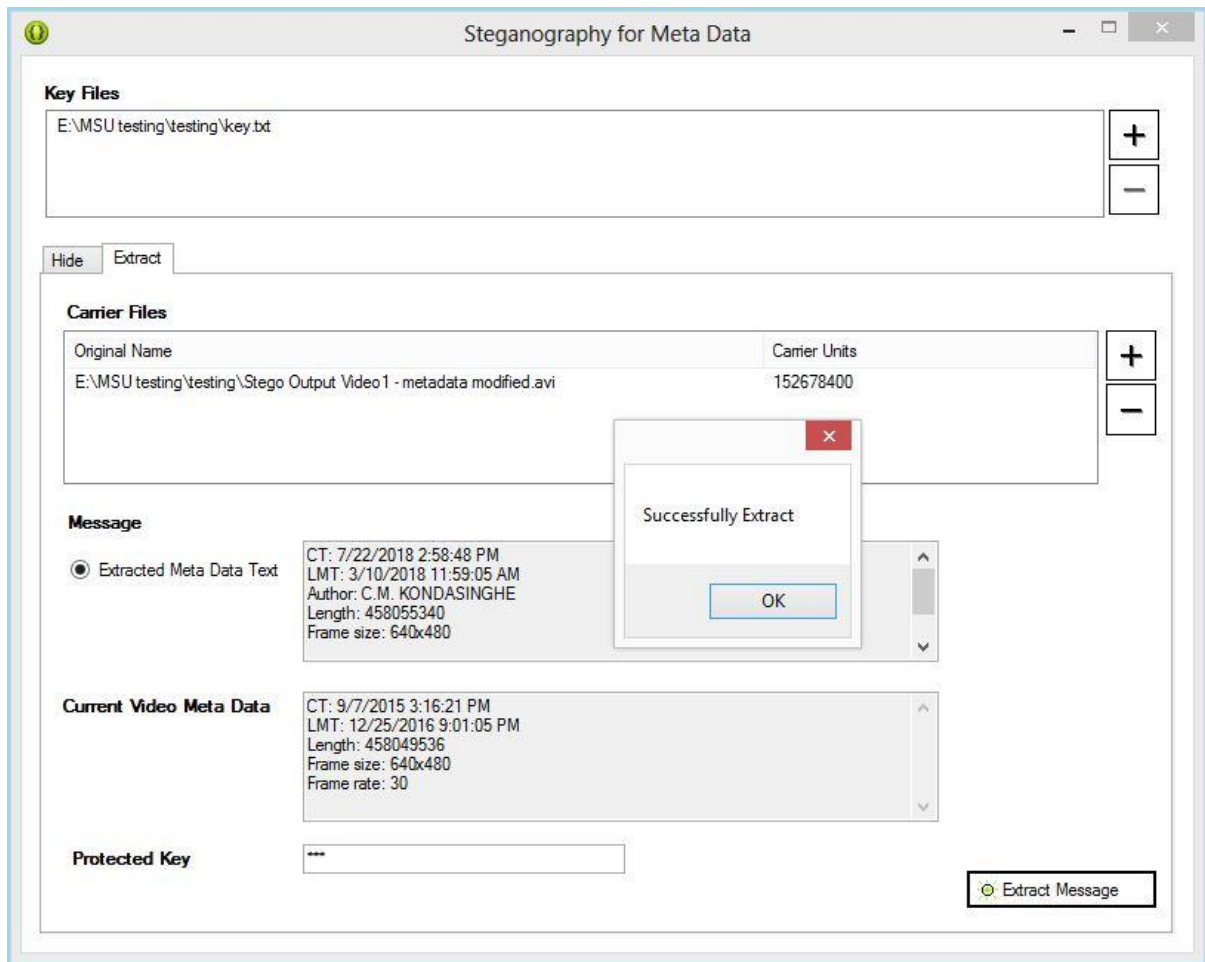 Steganography for Meta Data
Key Files
E:\MSU testing\testing\key.txt
Hide Extract
Carrier Files
Original Name Carrier Units
E:\MSU testing\testing\Stego Output Video1 - metadata modified.avi 152678400
Successfully Extract
OK
Message
Extracted Meta Data Text
CT: 7/22/2018 2:58:48 PM
LMT: 3/10/2018 11:59:05 AM
Author: C.M. KONDASINGHE
Length: 458055340
Frame size: 640x480
Current Video Meta Data
CT: 9/7/2015 3:16:21 PM
LMT: 12/25/2016 9:01:05 PM
Length: 458049536
Frame size: 640x480
Frame rate: 30
Protected Key ***
Extract Message